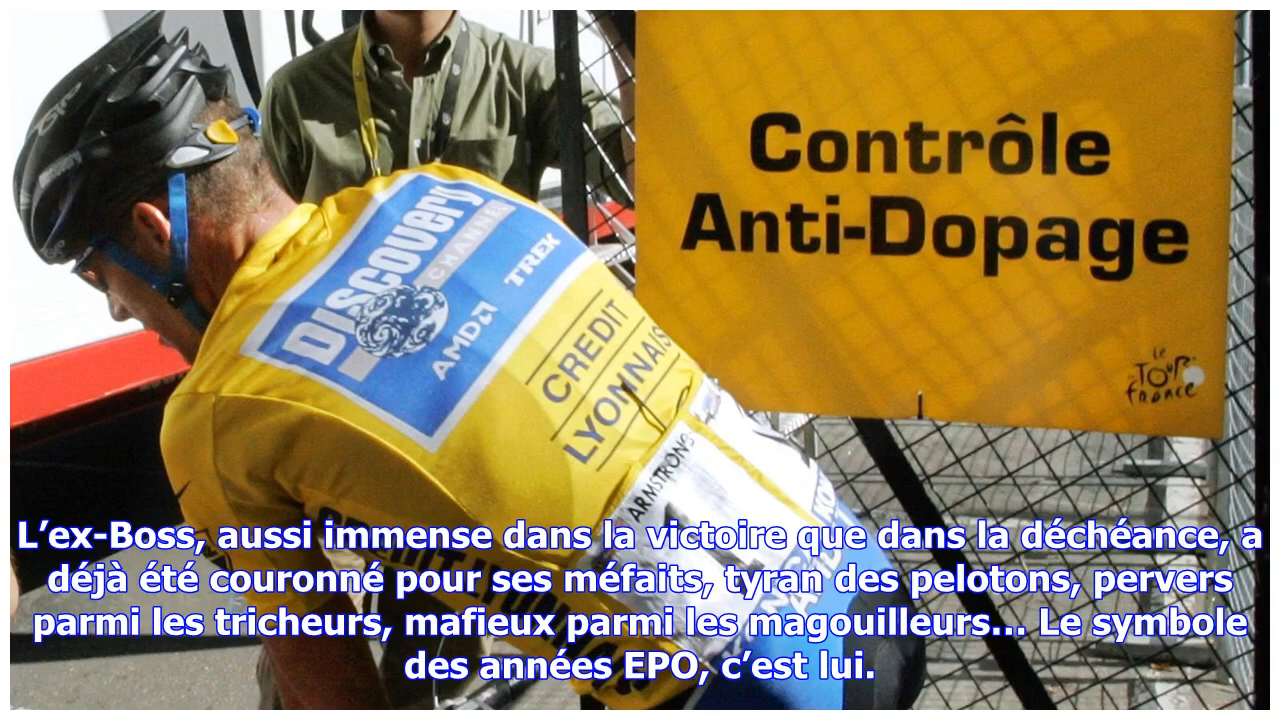 Contrôle
Anti-Dopage
le
Tour
de
france
Giro
DISCOVERY
CHANNEL
TREK
AMD
CREDIT
LYONNAIS
ARMSTRONG
1
L’ex-Boss, aussi immense dans la victoire que dans la déchéance, a
déjà été couronné pour ses méfaits, tyran des pelotons, pervers
parmi les tricheurs, mafieux parmi les magouilleurs… Le symbole
des années EPO, c’est lui.